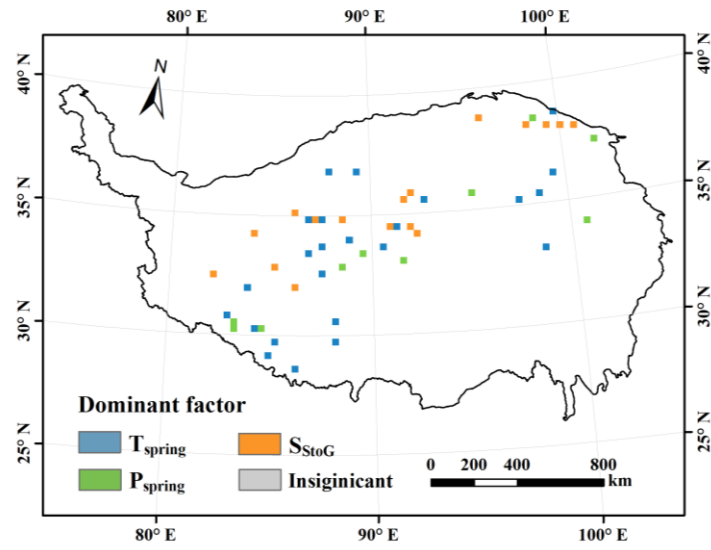 80° E 90° E 100° E
40° N 40° N
N
35° N 35° N
30° N 30° N
25° N 25° N
Dominant factor
Tspring SStoG
Pspring Insiginicant
0 200 400 800
km
80° E 90° E 100° E